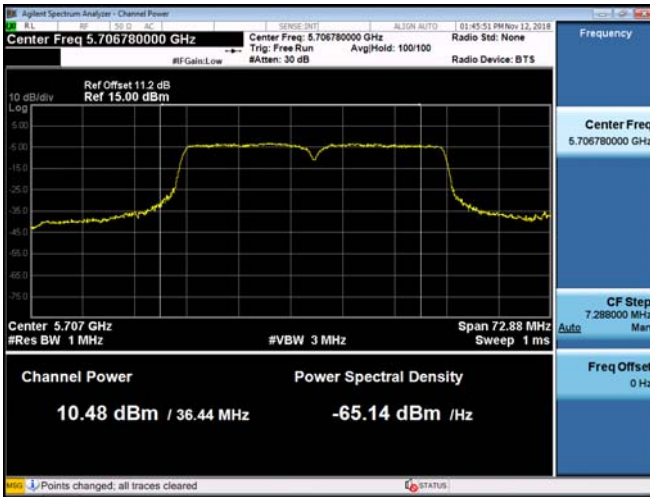 Agilent Spectrum Analyzer - Channel Power
RL RF 50 Ω AC SENSE:INT ALIGN AUTO 01:45:51 PM Nov 12, 2018
Center Freq 5.706780000 GHz
Center Freq: 5.706780000 GHz
Radio Std: None
Trig: Free Run Avg|Hold: 100/100
#IFGain:Low
#Atten: 30 dB
Radio Device: BTS
Frequency
Ref Offset 11.2 dB
10 dB/div Ref 15.00 dBm
Log
5.00
-5.00
-15.0
-25.0
-35.0
-45.0
-55.0
-65.0
-75.0
Center Freq
5.706780000 GHz
Center 5.707 GHz
Span 72.88 MHz
#Res BW 1 MHz
#VBW 3 MHz
Sweep 1 ms
CF Step
7.288000 MHz
Auto Man
Channel Power
Power Spectral Density
10.48 dBm / 36.44 MHz
-65.14 dBm /Hz
Freq Offset
0 Hz
MSG Points changed; all traces cleared
STATUS